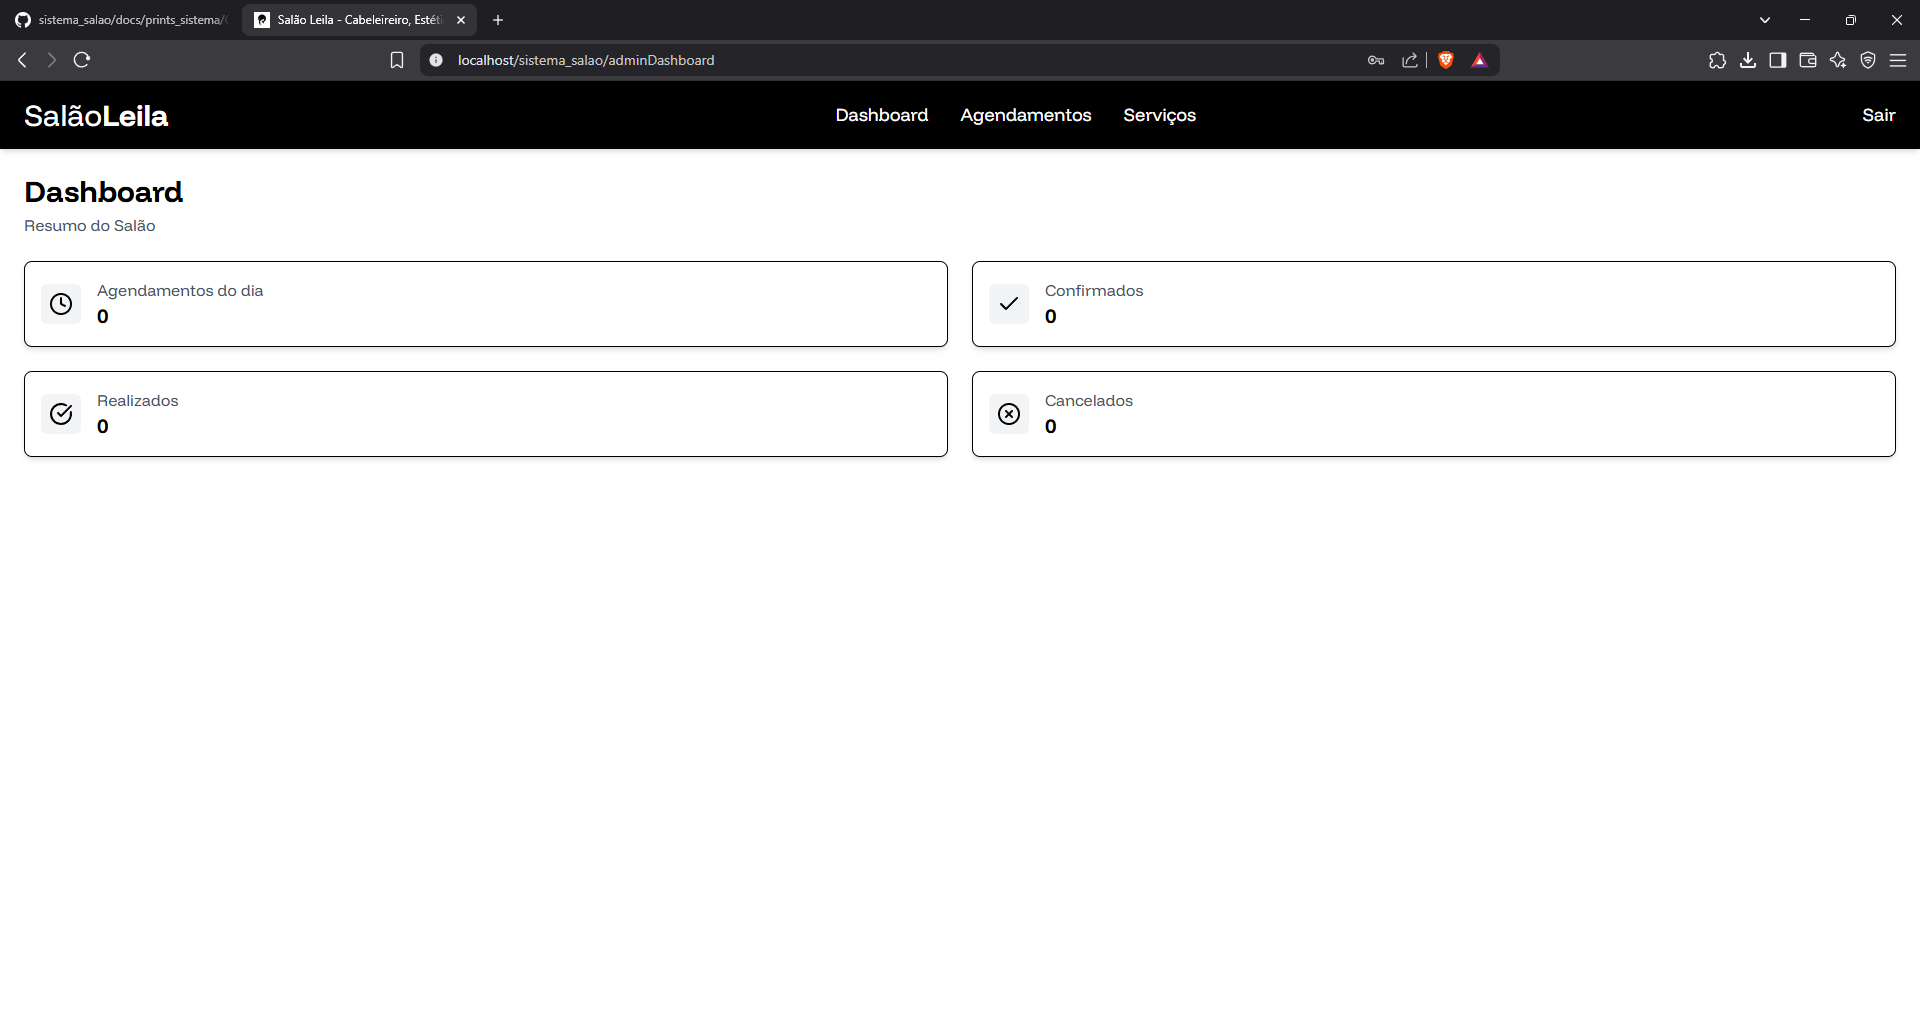 sistema_salao/docs/prints_sistema/
Salão Leila - Cabeleireiro, Estéti
localhost/sistema_salao/adminDashboard
SalãoLeila
Dashboard
Agendamentos
Serviços
Sair
Dashboard
Resumo do Salão
Agendamentos do dia
0
Confirmados
0
Realizados
0
Cancelados
0